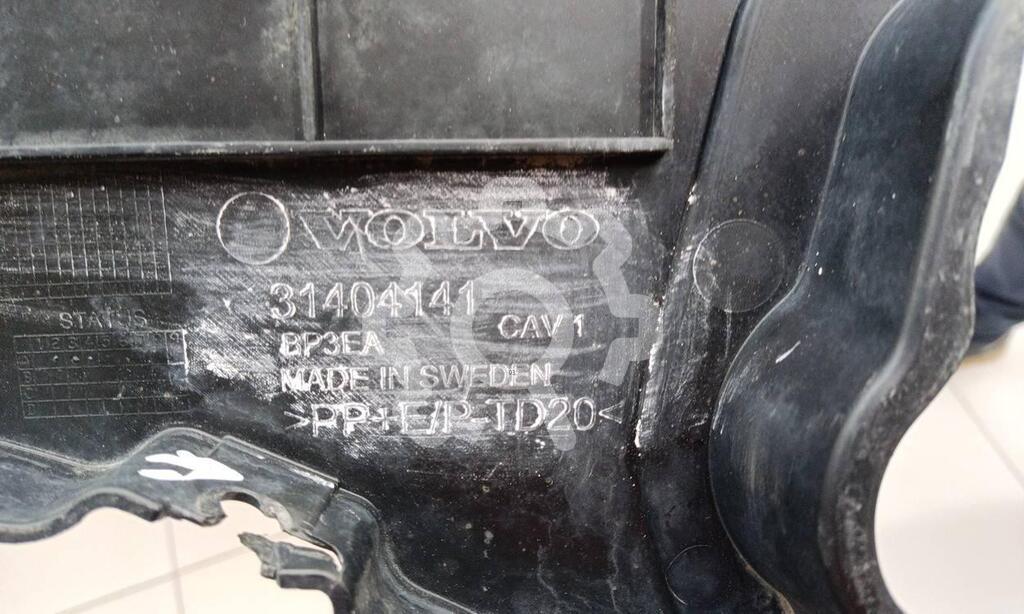 VOLVO
31404141
CAV 1
BP3EA
MADE IN SWEDEN
>PP+E/P-TD20<
STATUS